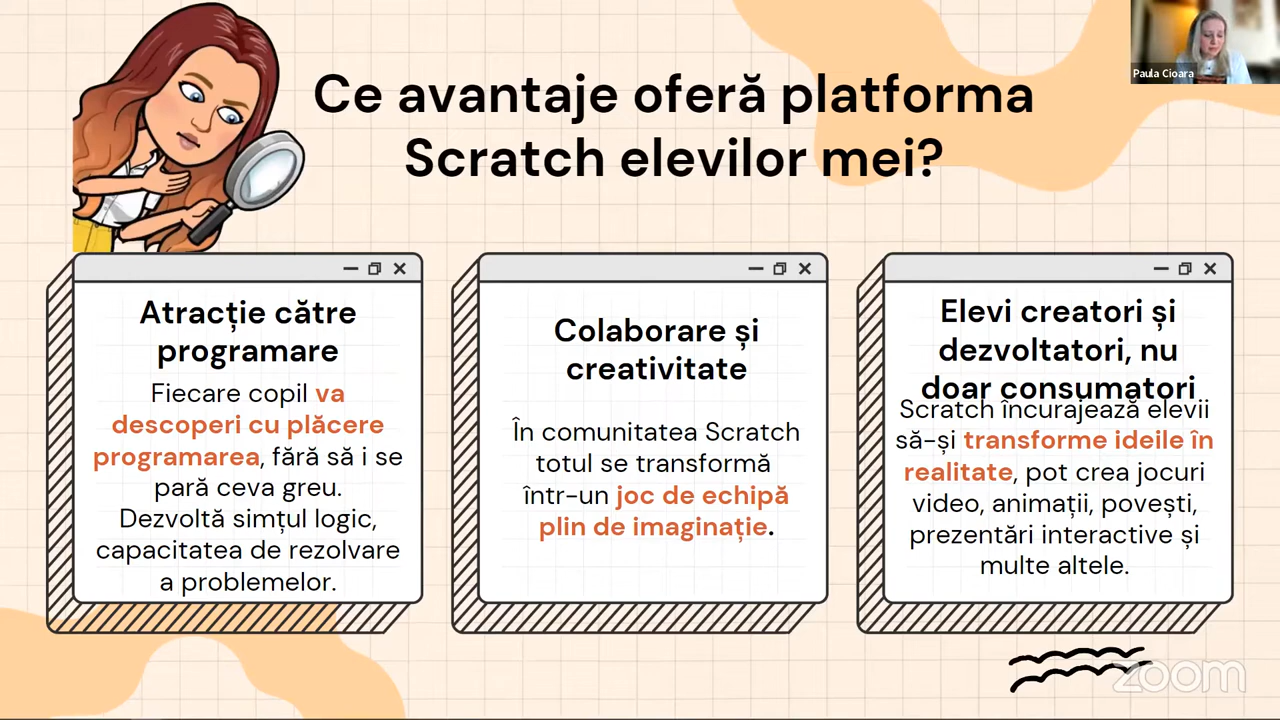 Paula Cioara
Ce avantaje oferă platforma
Scratch elevilor mei?
Atracție către
programare
Fiecare copil va
descoperi cu plăcere
programarea, fără să i se
pară ceva greu.
Dezvoltă simțul logic,
capacitatea de rezolvare
a problemelor.
Colaborare și
creativitate
În comunitatea Scratch
totul se transformă
într-un joc de echipă
plin de imaginație.
Elevi creatori și
dezvoltatori, nu
doar consumatori
Scratch încurajează elevii
să-și transforme ideile în
realitate, pot crea jocuri
video, animații, povești,
prezentări interactive și
multe altele.
zoom